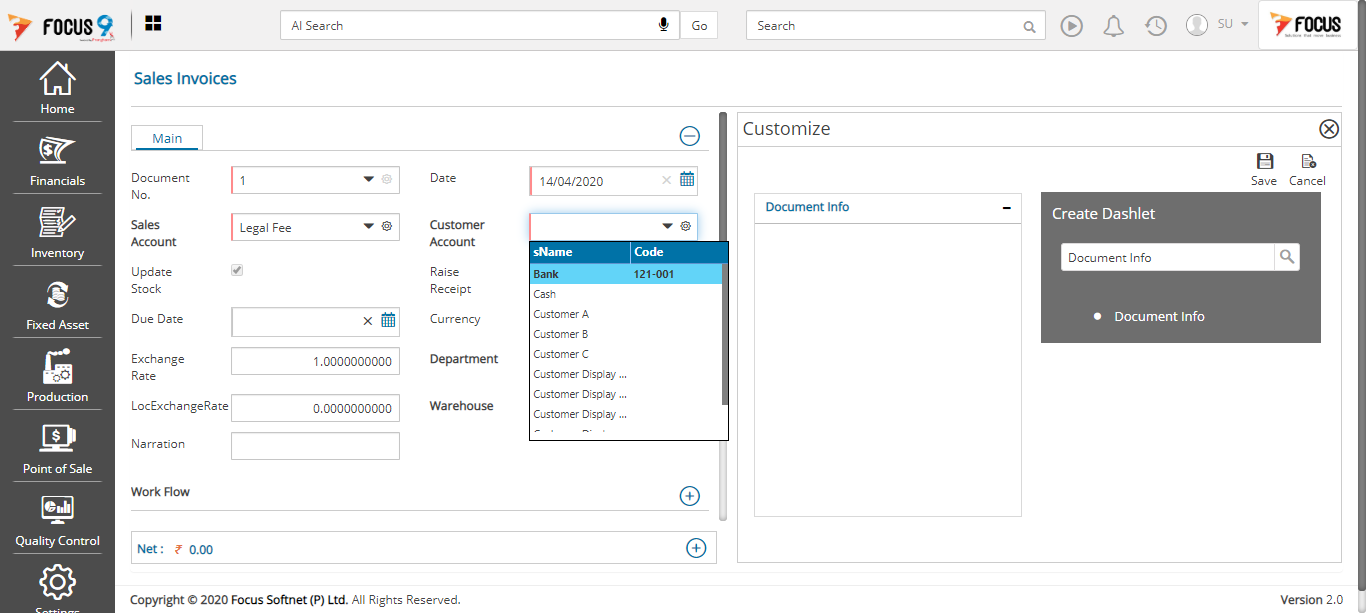 FOCUS 9
AI Search
Go
Search
SU
FOCUS
Home
Financials
Inventory
Fixed Asset
Production
Point of Sale
Quality Control
Settings
Sales Invoices
Main
Document No.
1
Date
14/04/2020
Sales Account
Legal Fee
Customer Account
sName Code
Bank 121-001
Cash
Customer A
Customer B
Customer C
Customer Display ...
Customer Display ...
Customer Display ...
Update Stock
Raise Receipt
Due Date
Currency
Exchange Rate
1.0000000000
Department
LocExchangeRate
0.0000000000
Warehouse
Narration
Work Flow
Net : ₹ 0.00
Customize
Save
Cancel
Document Info
Create Dashlet
Document Info
Document Info
Copyright © 2020 Focus Softnet (P) Ltd. All Rights Reserved.
Version 2.0